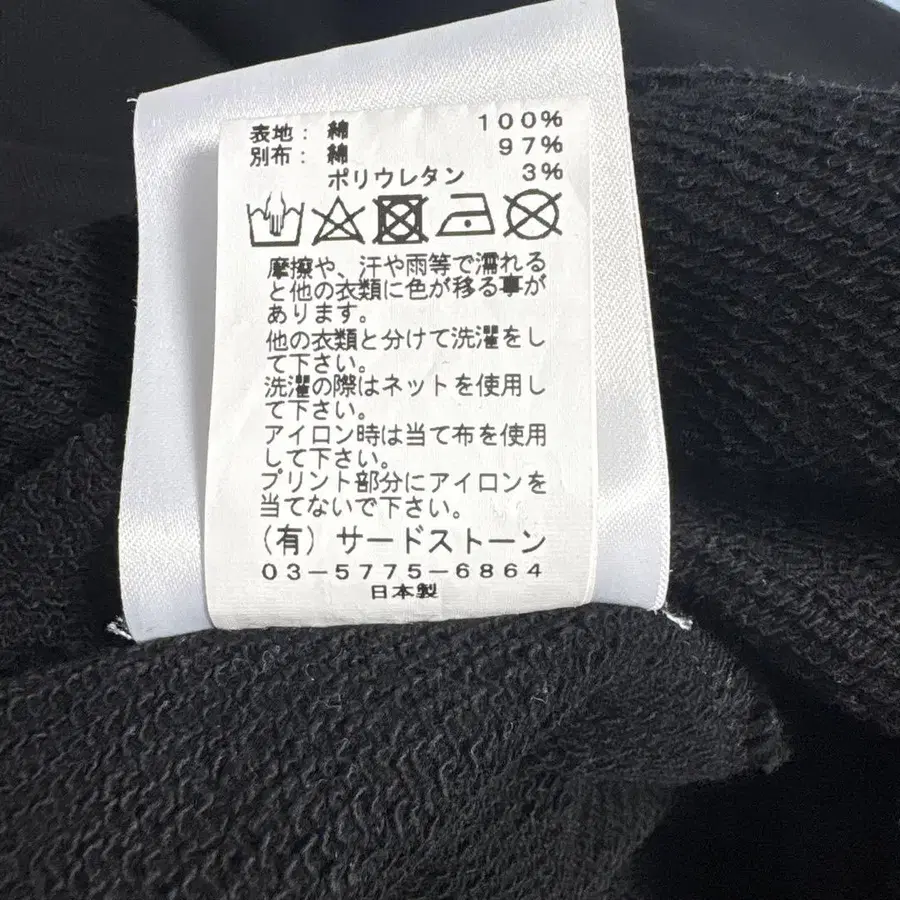 表地： 綿 １００％
別布： 綿 ９７％
ポリウレタン ３％
摩擦や、汗や雨等で濡れる
と他の衣類に色が移る事が
あります。
他の衣類と分けて洗濯をし
て下さい。
洗濯の際はネットを使用し
て下さい。
アイロン時は当て布を使用
して下さい。
プリント部分にアイロンを
当てないで下さい。
（有）サードストーン
０３－５７７５－６８６４
日本製